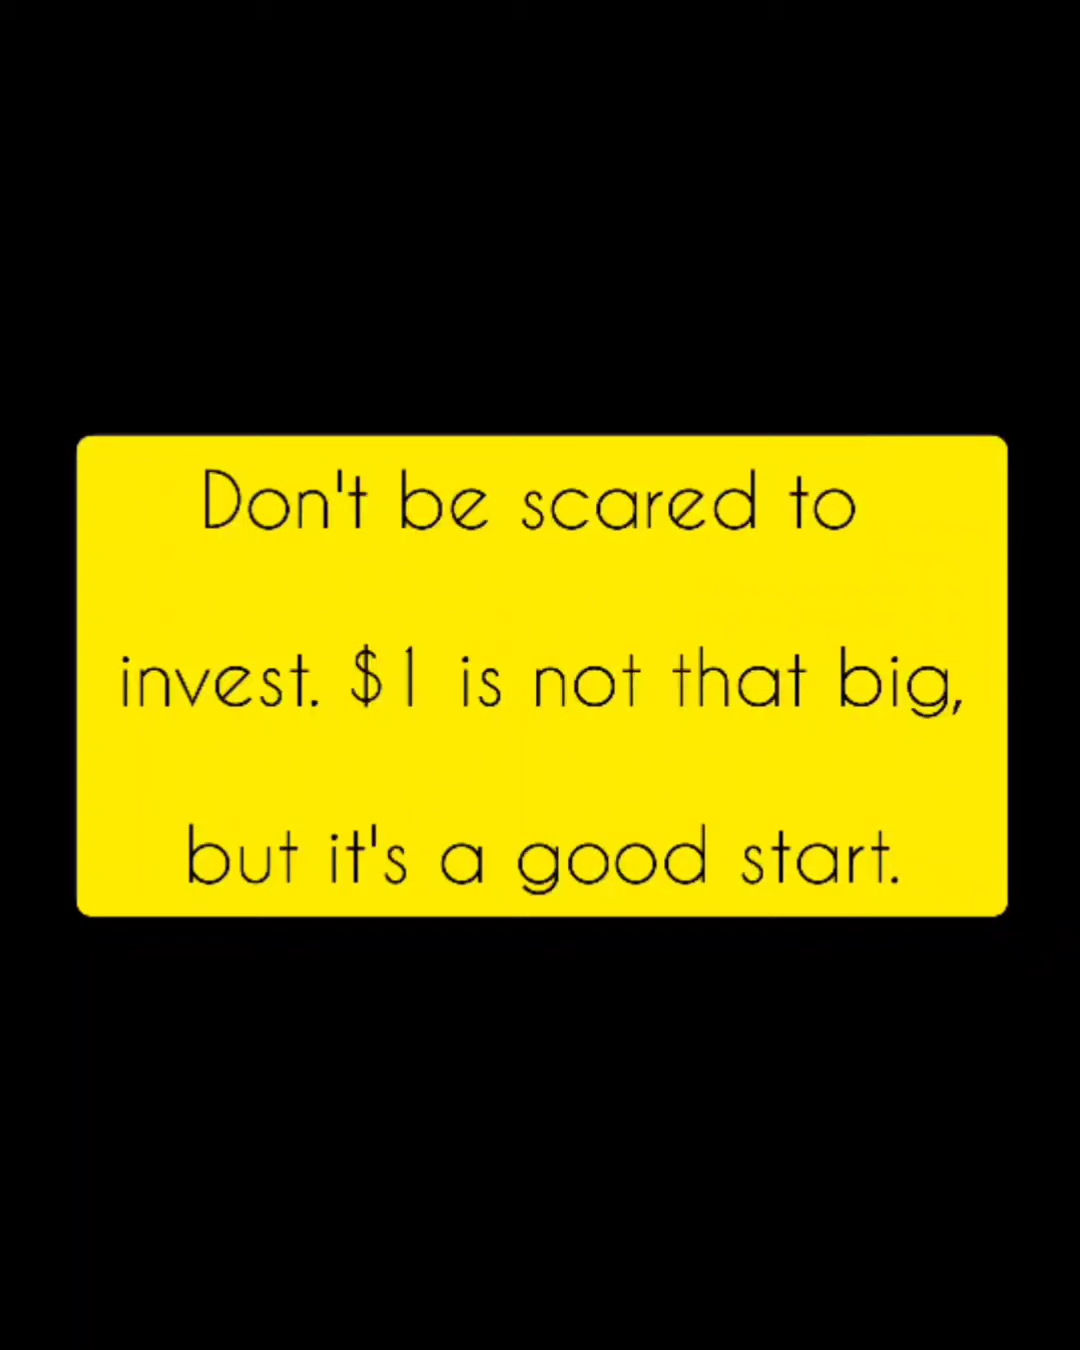 Don't be scared to
invest. $1 is not that big,
but it's a good start.